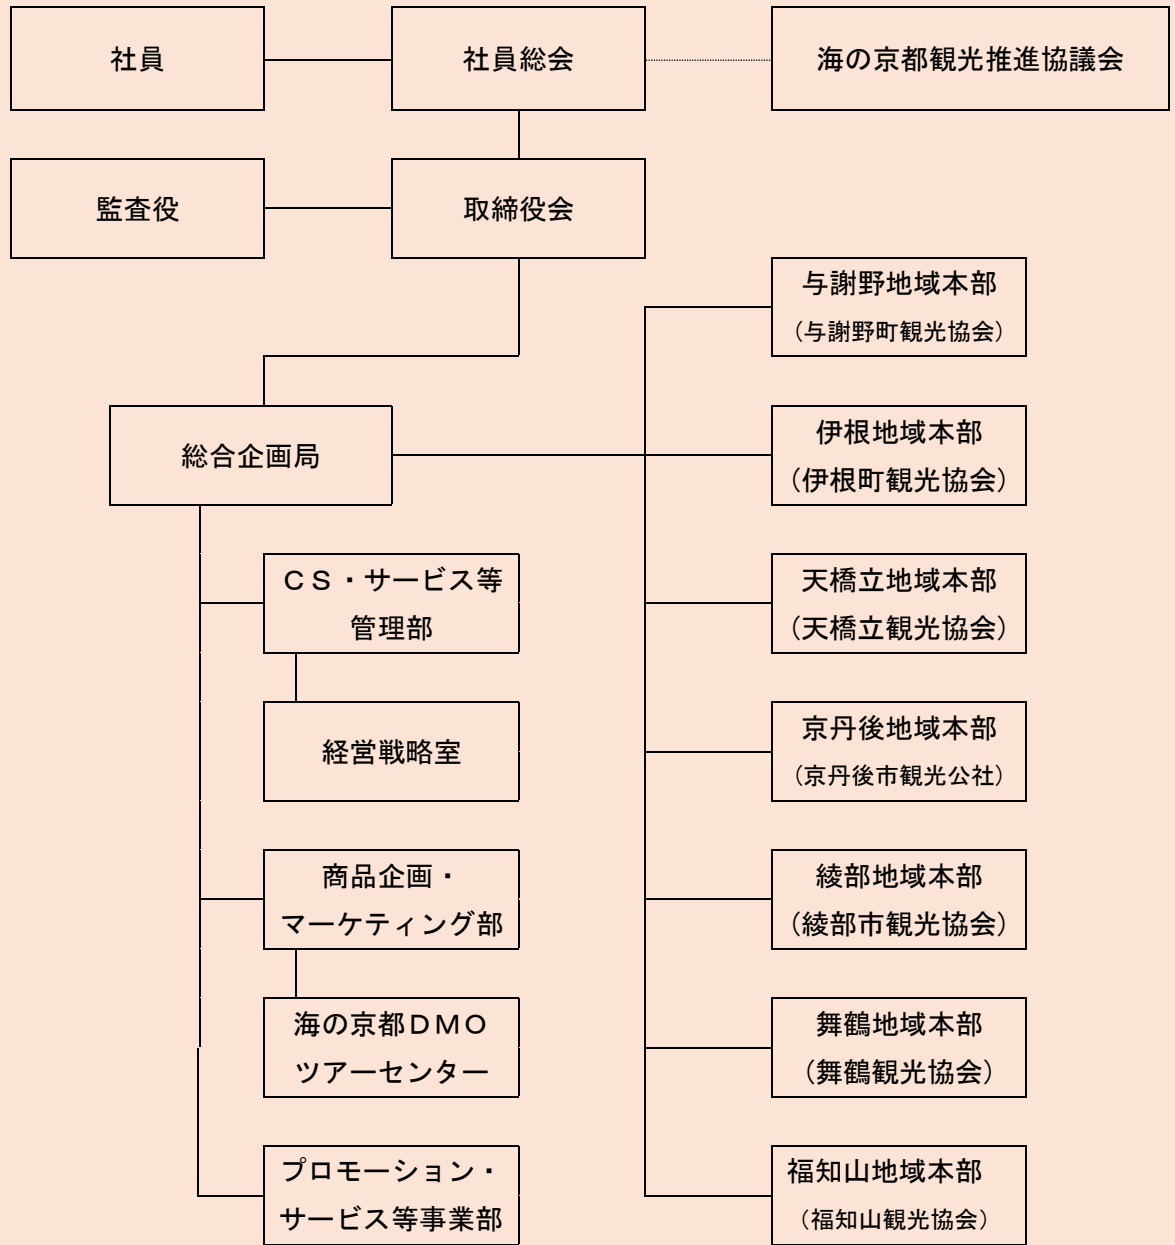 社員
社員総会
海の京都観光推進協議会
監査役
取締役会
与謝野地域本部
（与謝野町観光協会）
総合企画局
伊根地域本部
（伊根町観光協会）
ＣＳ・サービス等
管理部
天橋立地域本部
（天橋立観光協会）
経営戦略室
京丹後地域本部
（京丹後市観光公社）
商品企画・
マーケティング部
綾部地域本部
（綾部市観光協会）
海の京都ＤＭＯ
ツアーセンター
舞鶴地域本部
（舞鶴観光協会）
プロモーション・
サービス等事業部
福知山地域本部
（福知山観光協会）